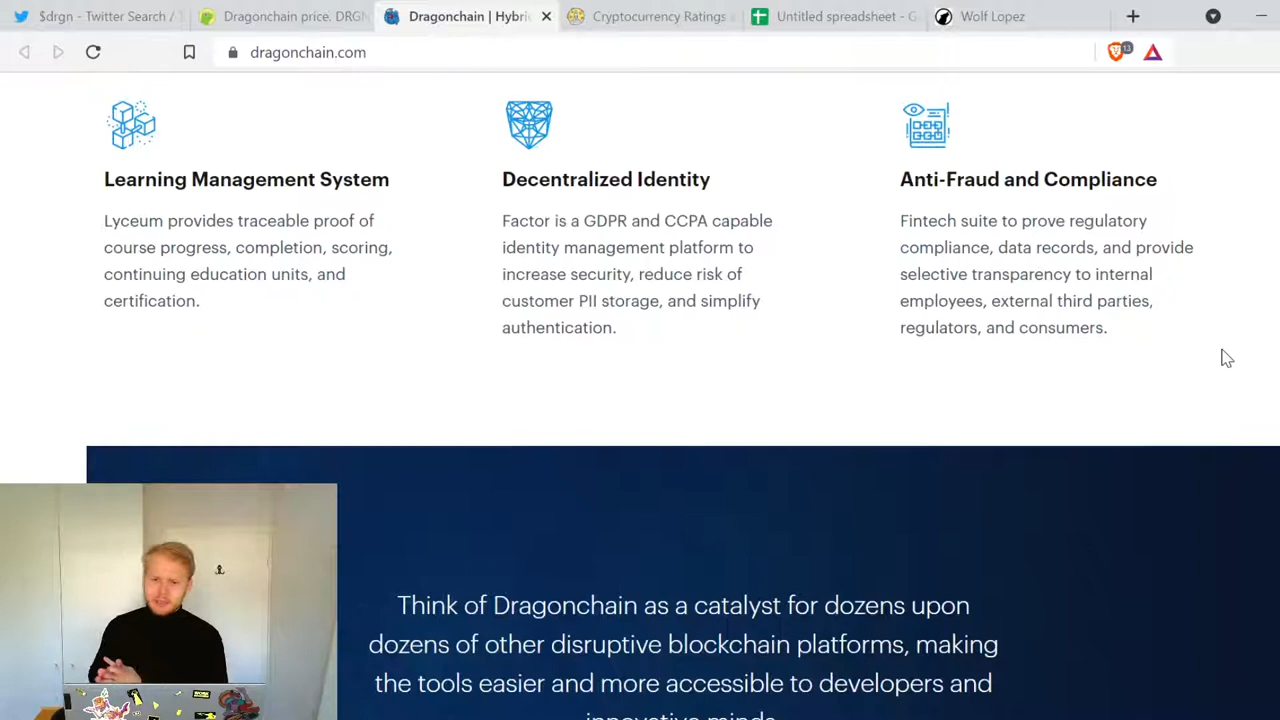 $drgn - Twitter Search / 
Dragonchain price. DRGN
Dragonchain | Hybri
Cryptocurrency Ratings
Untitled spreadsheet - G
Wolf Lopez
dragonchain.com
13
Learning Management System
Lyceum provides traceable proof of
course progress, completion, scoring,
continuing education units, and
certification.
Decentralized Identity
Factor is a GDPR and CCPA capable
identity management platform to
increase security, reduce risk of
customer PII storage, and simplify
authentication.
Anti-Fraud and Compliance
Fintech suite to prove regulatory
compliance, data records, and provide
selective transparency to internal
employees, external third parties,
regulators, and consumers.
Think of Dragonchain as a catalyst for dozens upon
dozens of other disruptive blockchain platforms, making
the tools easier and more accessible to developers and
innovative minds.